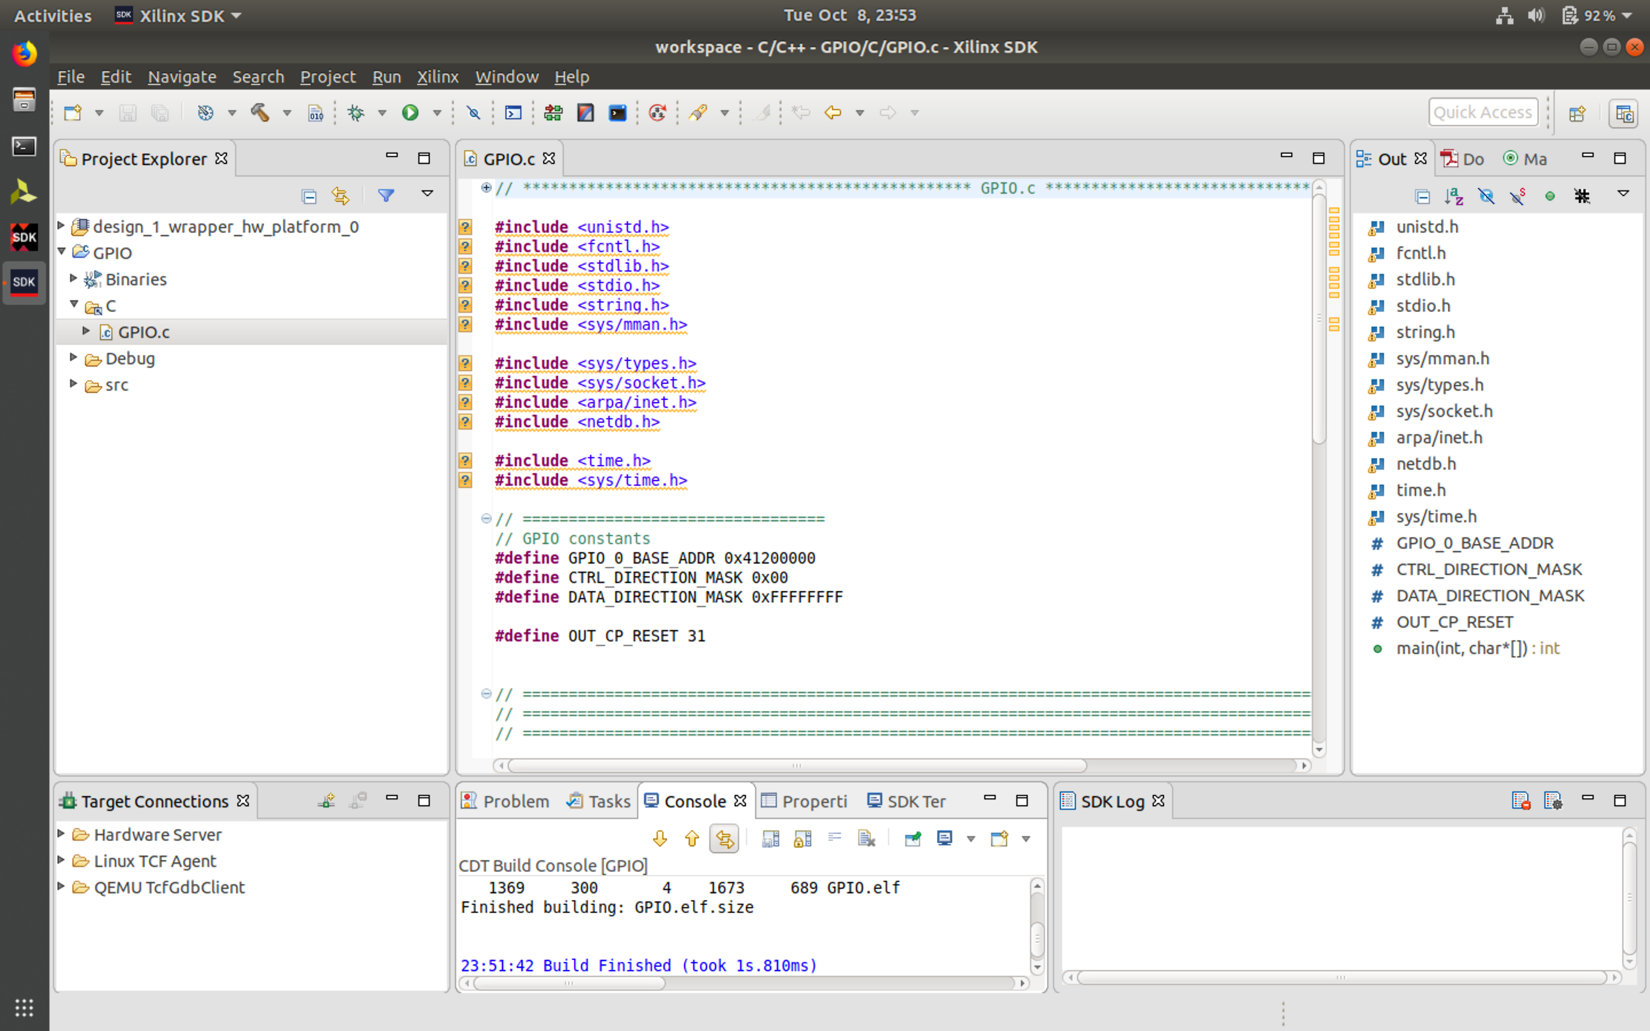 Activities
Xilinx SDK
Tue Oct 8, 23:53
92 %
workspace - C/C++ - GPIO/C/GPIO.c - Xilinx SDK
File Edit Navigate Search Project Run Xilinx Window Help
Quick Access
Project Explorer
design_1_wrapper_hw_platform_0
GPIO
Binaries
C
GPIO.c
Debug
src
GPIO.c
// ************************************************* GPIO.c *****************************
#include <unistd.h>
#include <fcntl.h>
#include <stdlib.h>
#include <stdio.h>
#include <string.h>
#include <sys/mman.h>
#include <sys/types.h>
#include <sys/socket.h>
#include <arpa/inet.h>
#include <netdb.h>
#include <time.h>
#include <sys/time.h>
// =================================
// GPIO constants
#define GPIO_0_BASE_ADDR 0x41200000
#define CTRL_DIRECTION_MASK 0x00
#define DATA_DIRECTION_MASK 0xFFFFFFFF
#define OUT_CP_RESET 31
// ======================================================================================
// ======================================================================================
// ======================================================================================
Out Do Ma
unistd.h
fcntl.h
stdlib.h
stdio.h
string.h
sys/mman.h
sys/types.h
sys/socket.h
arpa/inet.h
netdb.h
time.h
sys/time.h
# GPIO_0_BASE_ADDR
# CTRL_DIRECTION_MASK
# DATA_DIRECTION_MASK
# OUT_CP_RESET
main(int, char*[]) : int
SDK
SDK
SDK
Target Connections
Hardware Server
Linux TCF Agent
QEMU TcfGdbClient
Problem Tasks Console Properti SDK Ter
CDT Build Console [GPIO]
1369 300 4 1673 689 GPIO.elf
Finished building: GPIO.elf.size
23:51:42 Build Finished (took 1s.810ms)
SDK Log